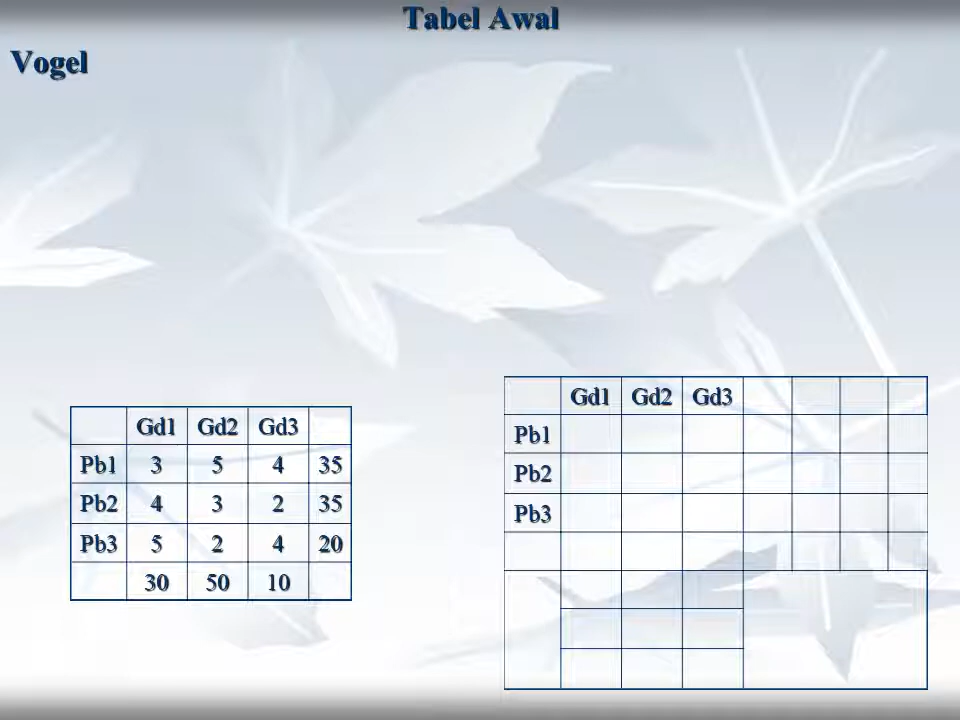 Tabel Awal
Vogel
Gd1 Gd2 Gd3
Pb1 3 5 4 35
Pb2 4 3 2 35
Pb3 5 2 4 20
30 50 10
Gd1 Gd2 Gd3
Pb1
Pb2
Pb3